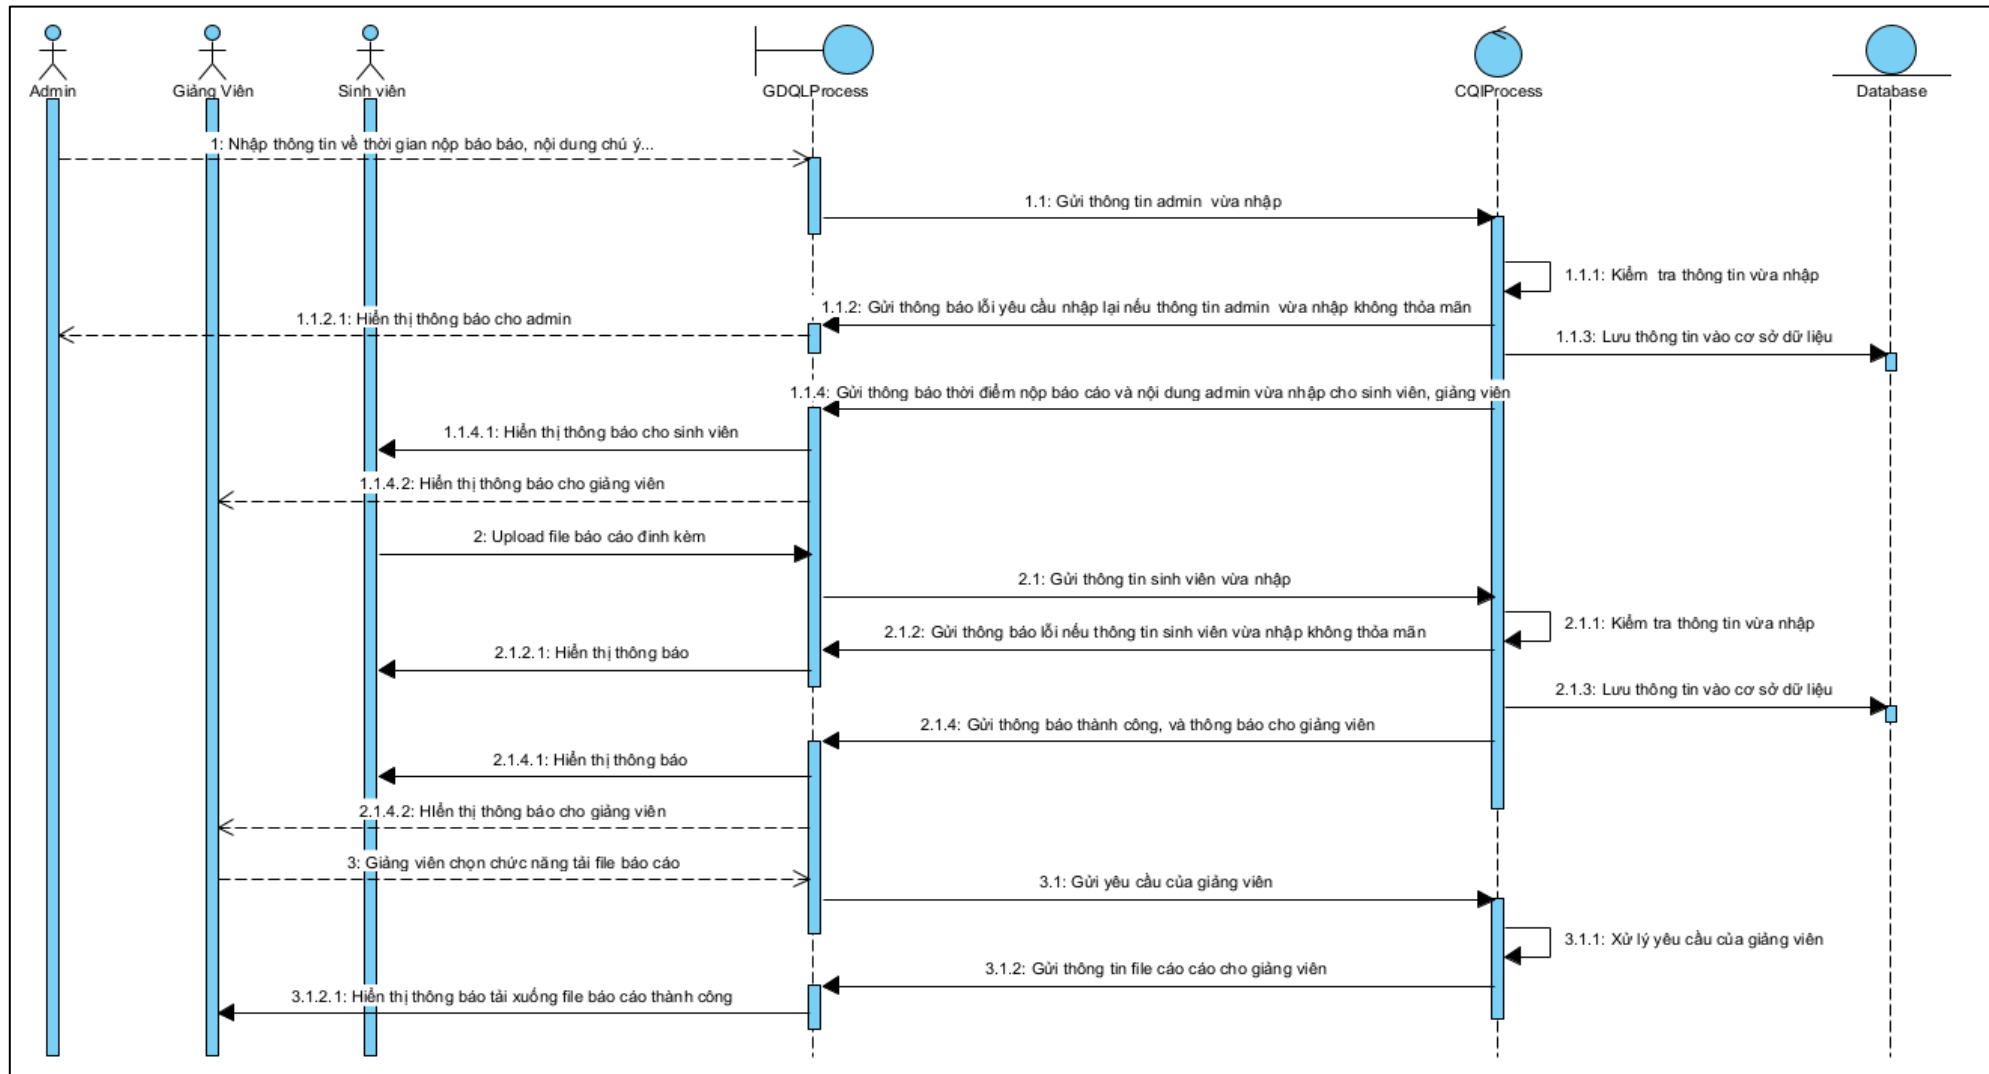 Admin
Giảng Viên
Sinh viên
GDQLProcess
CQIProcess
Database
1: Nhập thông tin về thời gian nộp báo báo, nội dung chú ý...
1.1: Gửi thông tin admin vừa nhập
1.1.1: Kiểm tra thông tin vừa nhập
1.1.2: Gửi thông báo lỗi yêu cầu nhập lại nếu thông tin admin vừa nhập không thỏa mãn
1.1.2.1: Hiển thị thông báo cho admin
1.1.3: Lưu thông tin vào cơ sở dữ liệu
1.1.4: Gửi thông báo thời điểm nộp báo cáo và nội dung admin vừa nhập cho sinh viên, giảng viên
1.1.4.1: Hiển thị thông báo cho sinh viên
1.1.4.2: Hiển thị thông báo cho giảng viên
2: Upload file báo cáo đính kèm
2.1: Gửi thông tin sinh viên vừa nhập
2.1.1: Kiểm tra thông tin vừa nhập
2.1.2: Gửi thông báo lỗi nếu thông tin sinh viên vừa nhập không thỏa mãn
2.1.2.1: Hiển thị thông báo
2.1.3: Lưu thông tin vào cơ sở dữ liệu
2.1.4: Gửi thông báo thành công, và thông báo cho giảng viên
2.1.4.1: Hiển thị thông báo
2.1.4.2: HIển thị thông báo cho giảng viên
3: Giảng viên chọn chức năng tải file báo cáo
3.1: Gửi yêu cầu của giảng viên
3.1.1: Xử lý yêu cầu của giảng viên
3.1.2: Gửi thông tin file cáo cáo cho giảng viên
3.1.2.1: Hiển thị thông báo tải xuống file báo cáo thành công